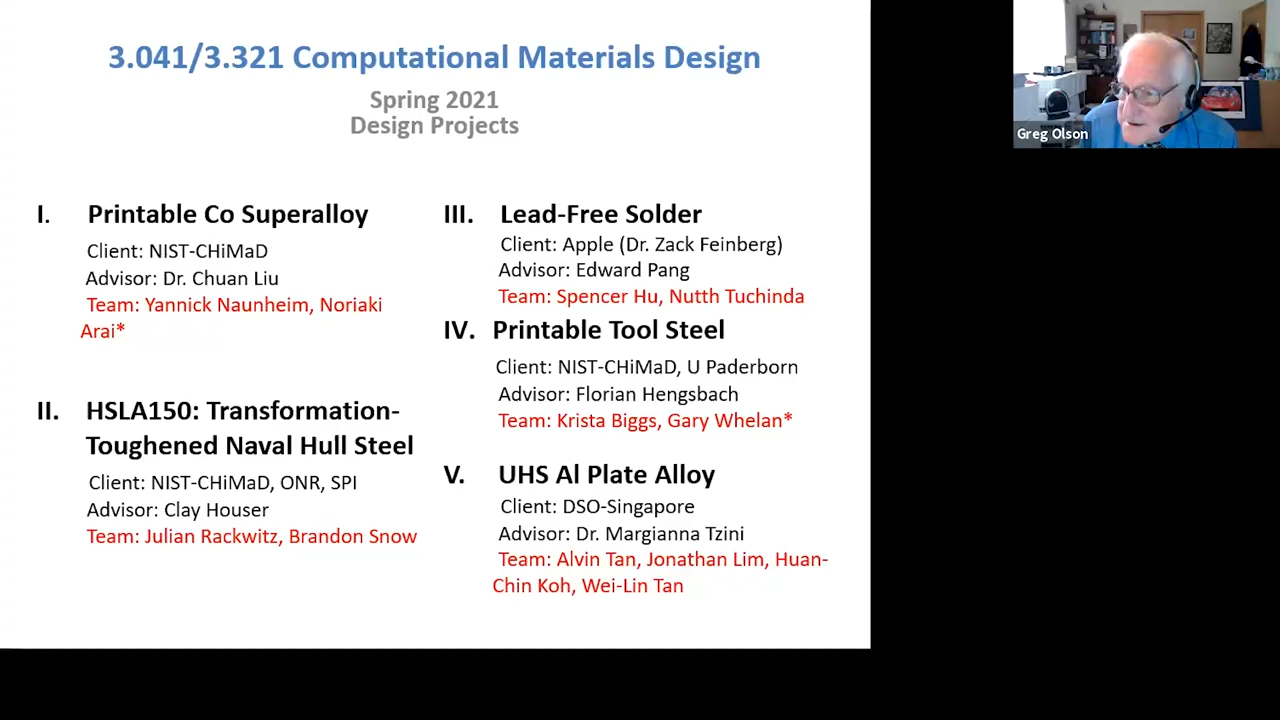 3.041/3.321 Computational Materials Design
Spring 2021
Design Projects
I. Printable Co Superalloy
Client: NIST-CHiMaD
Advisor: Dr. Chuan Liu
Team: Yannick Naunheim, Noriaki
Arai*
II. HSLA150: Transformation-
Toughened Naval Hull Steel
Client: NIST-CHiMaD, ONR, SPI
Advisor: Clay Houser
Team: Julian Rackwitz, Brandon Snow
III. Lead-Free Solder
Client: Apple (Dr. Zack Feinberg)
Advisor: Edward Pang
Team: Spencer Hu, Nutth Tuchinda
IV. Printable Tool Steel
Client: NIST-CHiMaD, U Paderborn
Advisor: Florian Hengsbach
Team: Krista Biggs, Gary Whelan*
V. UHS Al Plate Alloy
Client: DSO-Singapore
Advisor: Dr. Margianna Tzini
Team: Alvin Tan, Jonathan Lim, Huan-
Chin Koh, Wei-Lin Tan
Greg Olson